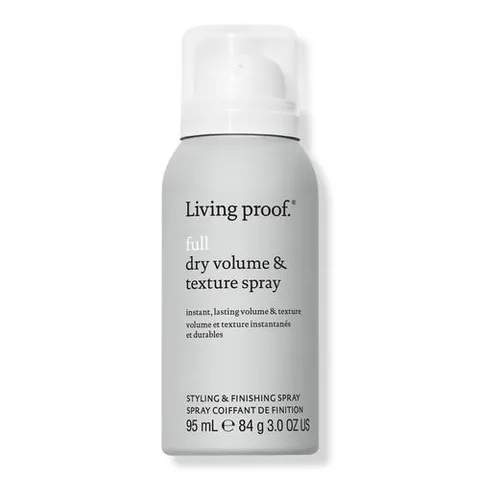 Living proof.®
full
dry volume &
texture spray
instant, lasting volume & texture
volume et texture instantanés
et durables
STYLING & FINISHING SPRAY
SPRAY COIFFANT DE FINITION
95 mL ℮ 84 g 3.0 OZ US